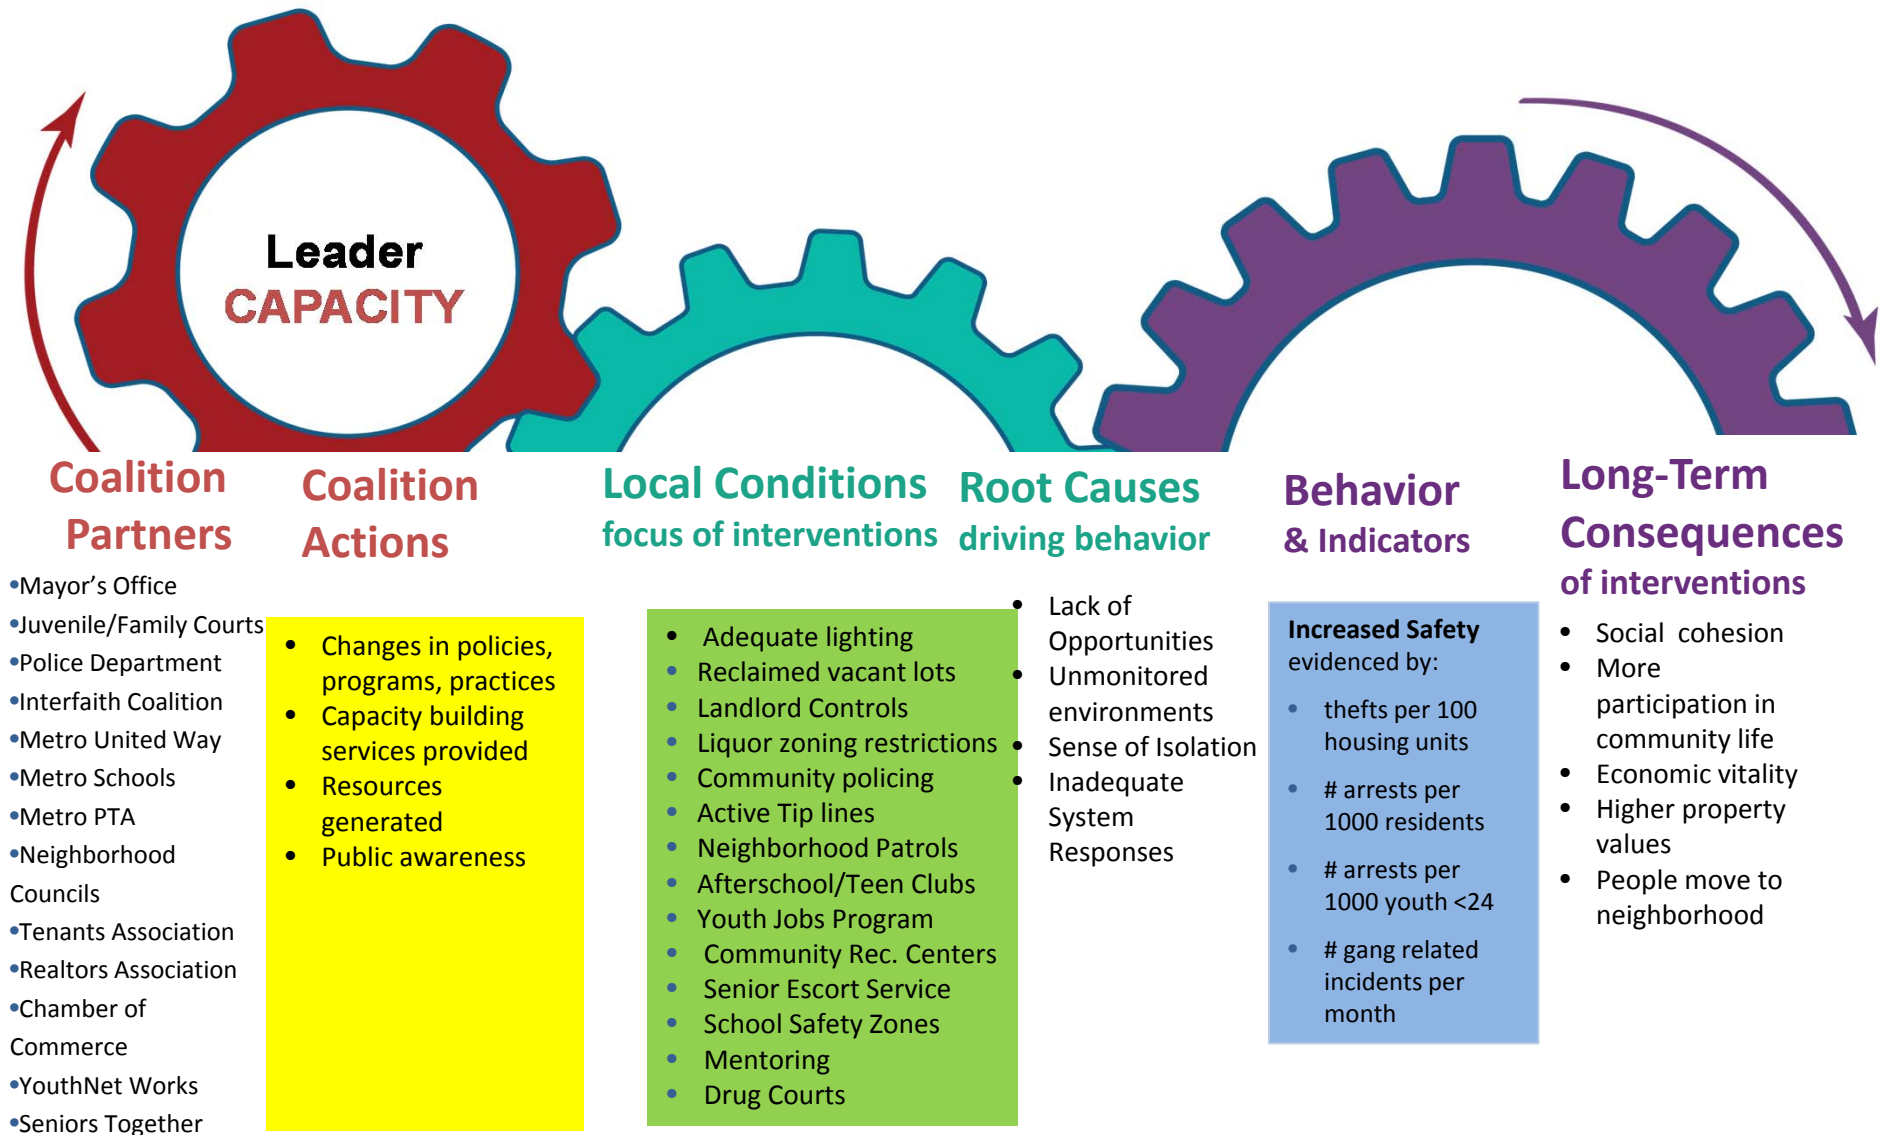 Leader
CAPACITY
Coalition
Partners
•Mayor’s Office
•Juvenile/Family Courts
•Police Department
•Interfaith Coalition
•Metro United Way
•Metro Schools
•Metro PTA
•Neighborhood
Councils
•Tenants Association
•Realtors Association
•Chamber of
Commerce
•YouthNet Works
•Seniors Together
Coalition
Actions
• Changes in policies,
programs, practices
• Capacity building
services provided
• Resources
generated
• Public awareness
Local Conditions
focus of interventions
• Adequate lighting
• Reclaimed vacant lots
• Landlord Controls
• Liquor zoning restrictions
• Community policing
• Active Tip lines
• Neighborhood Patrols
• Afterschool/Teen Clubs
• Youth Jobs Program
• Community Rec. Centers
• Senior Escort Service
• School Safety Zones
• Mentoring
• Drug Courts
Root Causes
driving behavior
• Lack of
Opportunities
• Unmonitored
environments
• Sense of Isolation
• Inadequate
System
Responses
Behavior
& Indicators
Increased Safety
evidenced by:
• thefts per 100
housing units
• # arrests per
1000 residents
• # arrests per
1000 youth <24
• # gang related
incidents per
month
Long-Term
Consequences
of interventions
• Social cohesion
• More
participation in
community life
• Economic vitality
• Higher property
values
• People move to
neighborhood